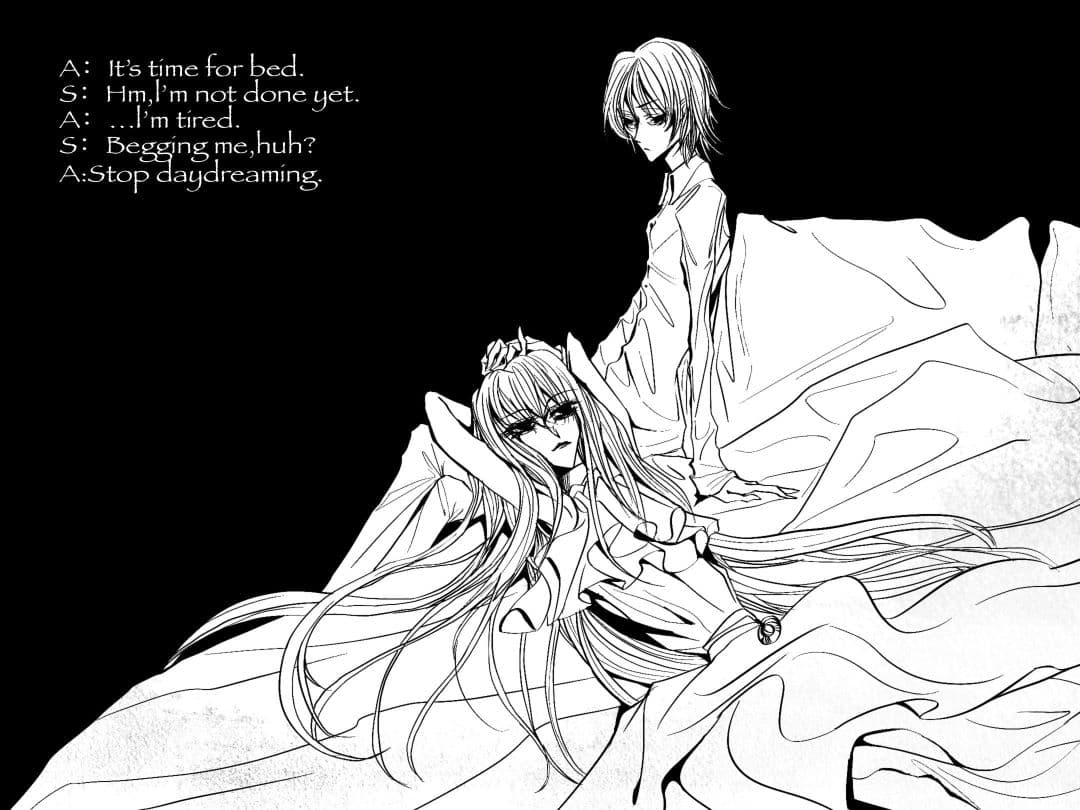 A： It's time for bed.
S： Hm,I'm not done yet.
A： ...I'm tired.
S： Begging me,huh?
A:Stop daydreaming.